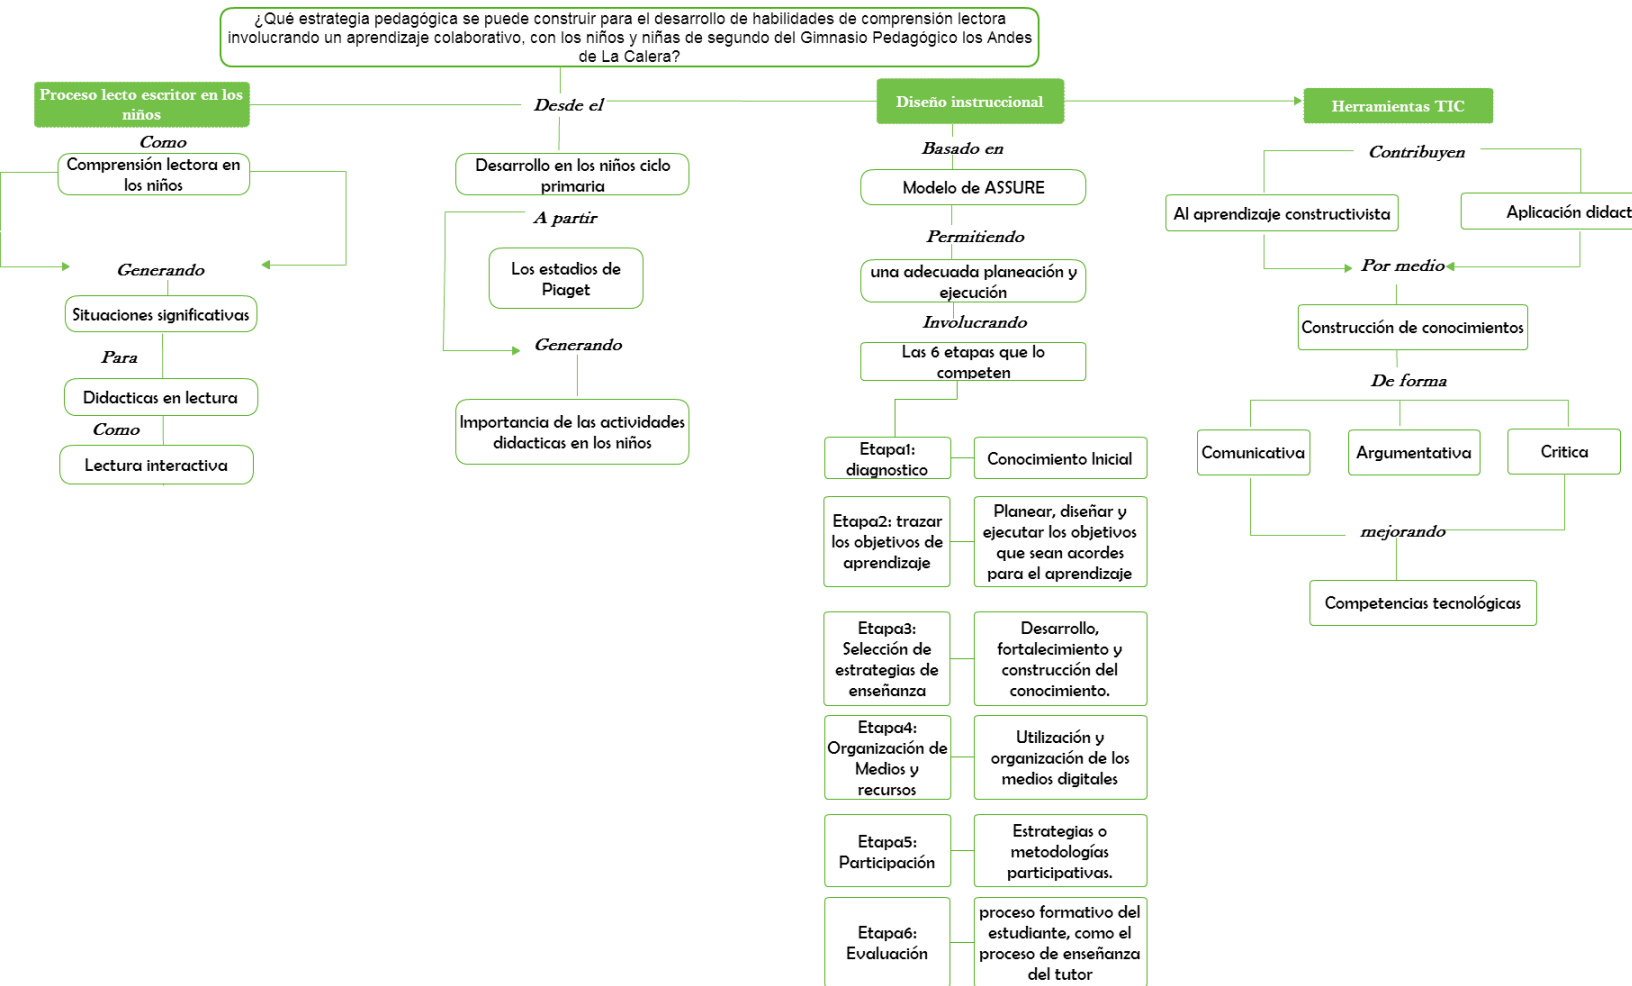 ¿Qué estrategia pedagógica se puede construir para el desarrollo de habilidades de comprensión lectora
involucrando un aprendizaje colaborativo, con los niños y niñas de segundo del Gimnasio Pedagógico los Andes
de La Calera?
Proceso lecto escritor en los
niños
Como
Comprensión lectora en
los niños
Generando
Situaciones significativas
Para
Didacticas en lectura
Como
Lectura interactiva
Desde el
Desarrollo en los niños ciclo
primaria
A partir
Los estadios de
Piaget
Generando
Importancia de las actividades
didacticas en los niños
Diseño instruccional
Basado en
Modelo de ASSURE
Permitiendo
una adecuada planeación y
ejecución
Involucrando
Las 6 etapas que lo
competen
Etapa1:
diagnostico
Conocimiento Inicial
Etapa2: trazar
los objetivos de
aprendizaje
Planear, diseñar y
ejecutar los objetivos
que sean acordes
para el aprendizaje
Etapa3:
Selección de
estrategias de
enseñanza
Desarrollo,
fortalecimiento y
construcción del
conocimiento.
Etapa4:
Organización de
Medios y
recursos
Utilización y
organización de los
medios digitales
Etapa5:
Participación
Estrategias o
metodologías
participativas.
Etapa6:
Evaluación
proceso formativo del
estudiante, como el
proceso de enseñanza
del tutor
Herramientas TIC
Contribuyen
Al aprendizaje constructivista
Aplicación didact
Por medio
Construcción de conocimientos
De forma
Comunicativa
Argumentativa
Critica
mejorando
Competencias tecnológicas